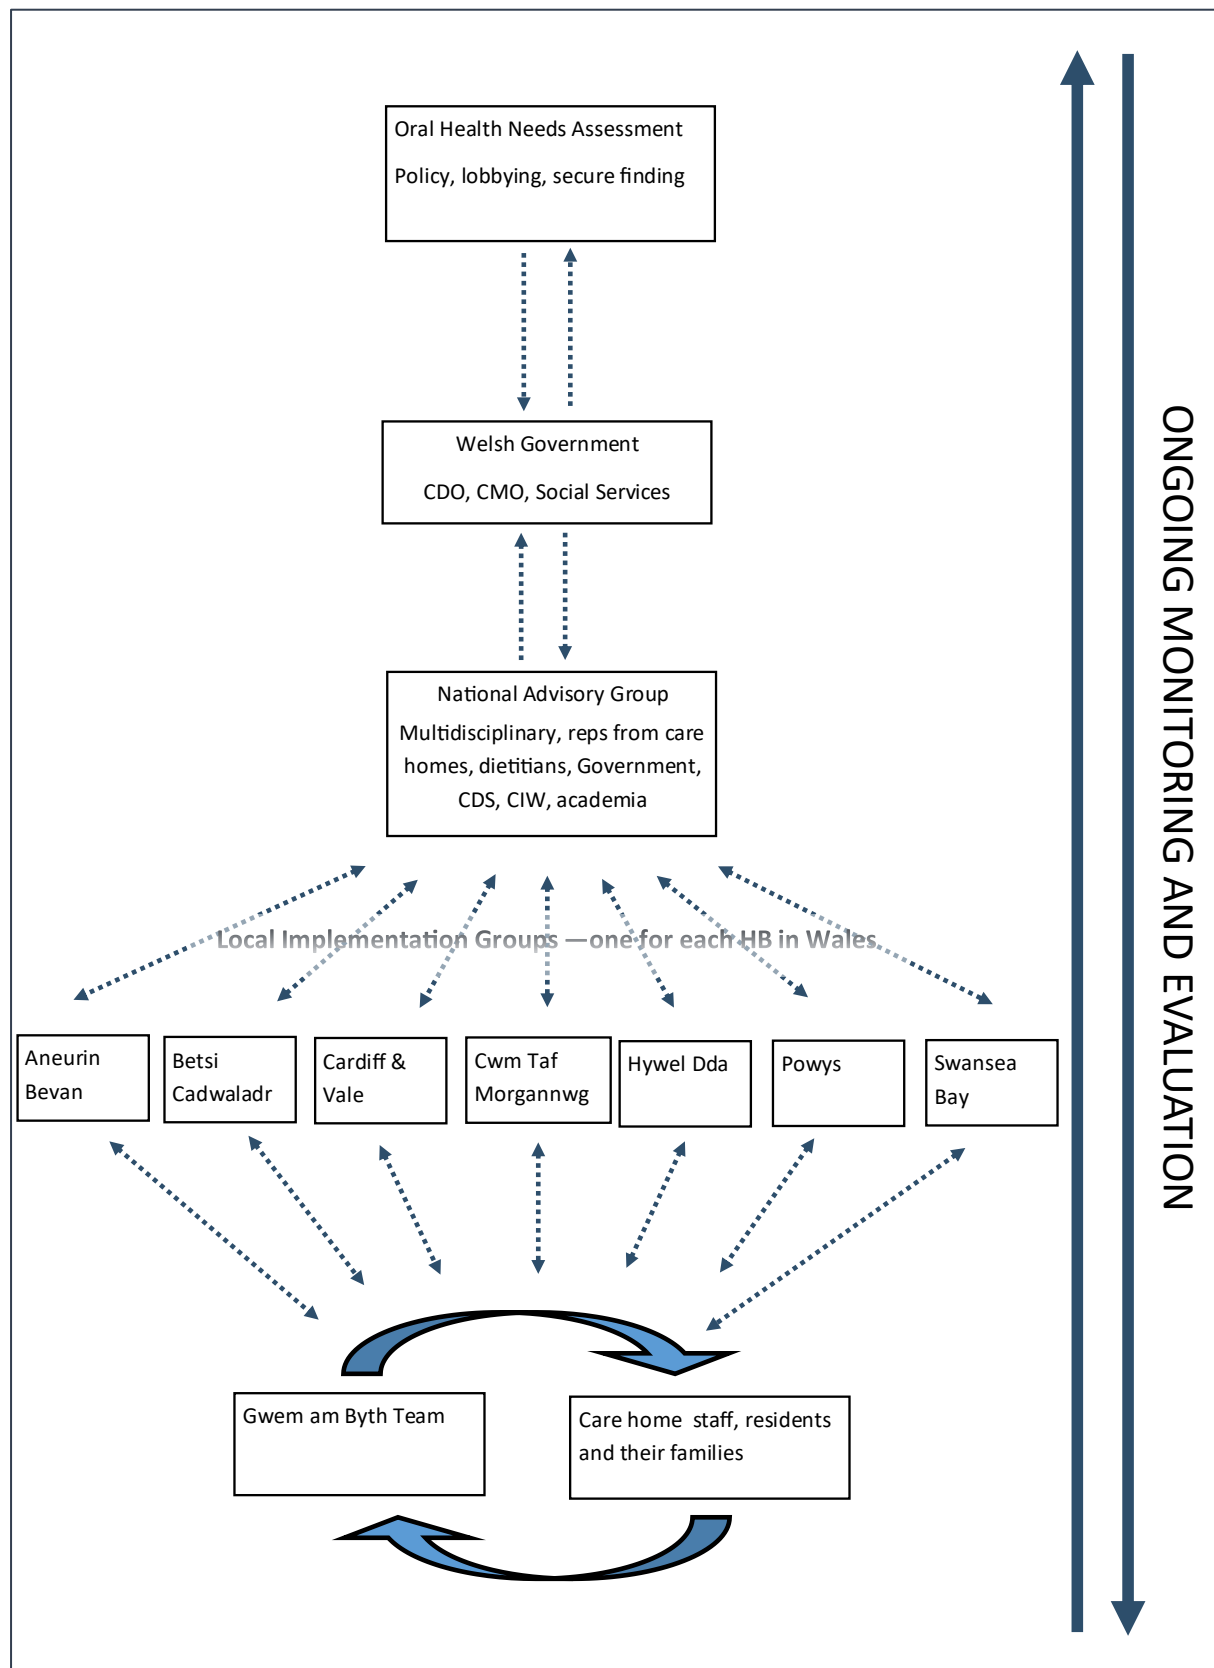 Oral Health Needs Assessment
Policy, lobbying, secure finding
Welsh Government
CDO, CMO, Social Services
National Advisory Group
Multidisciplinary, reps from care
homes, dietitians, Government,
CDS, CIW, academia
Local Implementation Groups —one for each HB in Wales
Aneurin
Bevan
Betsi
Cadwaladr
Cardiff &
Vale
Cwm Taf
Morgannwg
Hywel Dda
Powys
Swansea
Bay
Gwem am Byth Team
Care home staff, residents
and their families
ONGOING MONITORING AND EVALUATION